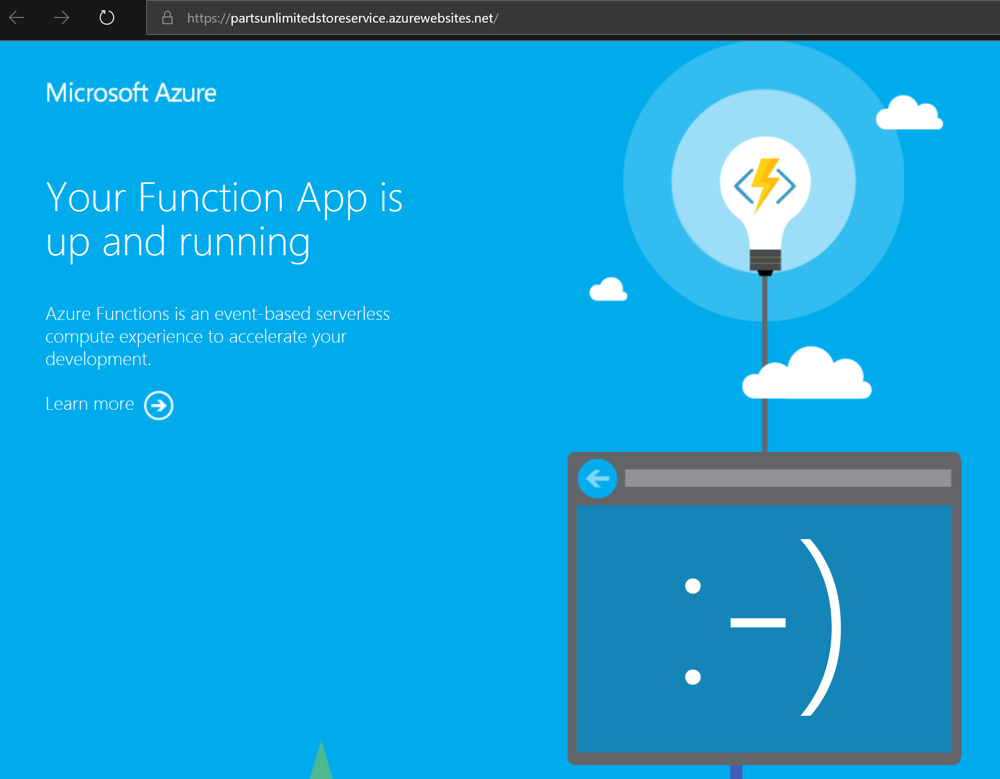 https://partsunlimitedstoreservice.azurewebsites.net/
Microsoft Azure
Your Function App is
up and running
Azure Functions is an event-based serverless
compute experience to accelerate your
development.
Learn more
:-)